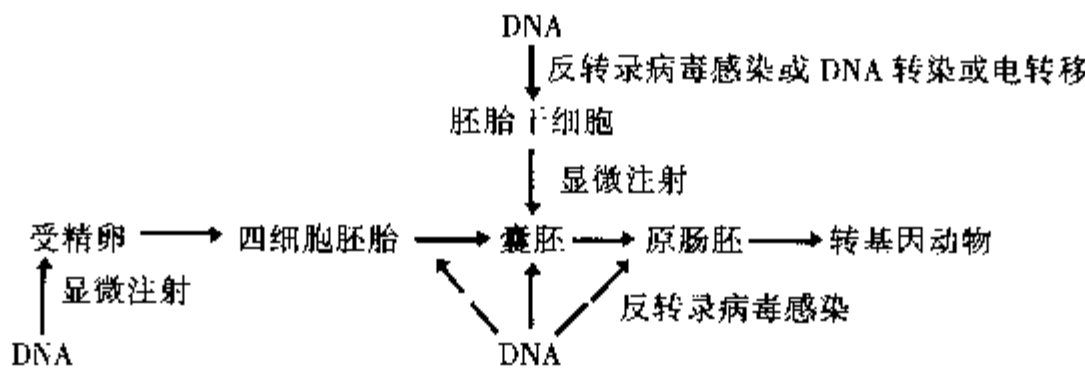 DNA
反转录病毒感染或 DNA 转染或电转移
胚胎干细胞
显微注射
受精卵 四细胞胚胎 囊胚 原肠胚 转基因动物
显微注射 反转录病毒感染
DNA DNA